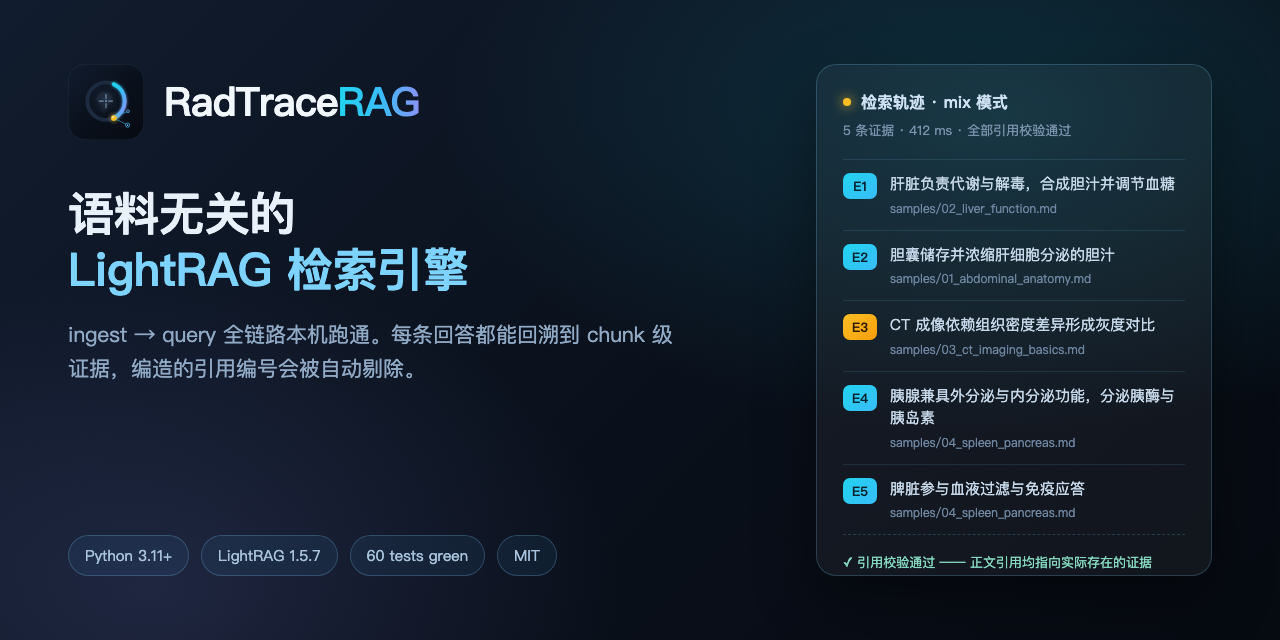 RadTraceRAG
语料无关的
LightRAG 检索引擎
ingest → query 全链路本机跑通。每条回答都能回溯到 chunk 级
证据，编造的引用编号会被自动剔除。
Python 3.11+
LightRAG 1.5.7
60 tests green
MIT
检索轨迹 · mix 模式
5 条证据 · 412 ms · 全部引用校验通过
E1
肝脏负责代谢与解毒，合成胆汁并调节血糖
samples/02_liver_function.md
E2
胆囊储存并浓缩肝细胞分泌的胆汁
samples/01_abdominal_anatomy.md
E3
CT 成像依赖组织密度差异形成灰度对比
samples/03_ct_imaging_basics.md
E4
胰腺兼具外分泌与内分泌功能，分泌胰酶与
胰岛素
samples/04_spleen_pancreas.md
E5
脾脏参与血液过滤与免疫应答
samples/04_spleen_pancreas.md
✓ 引用校验通过 —— 正文引用均指向实际存在的证据